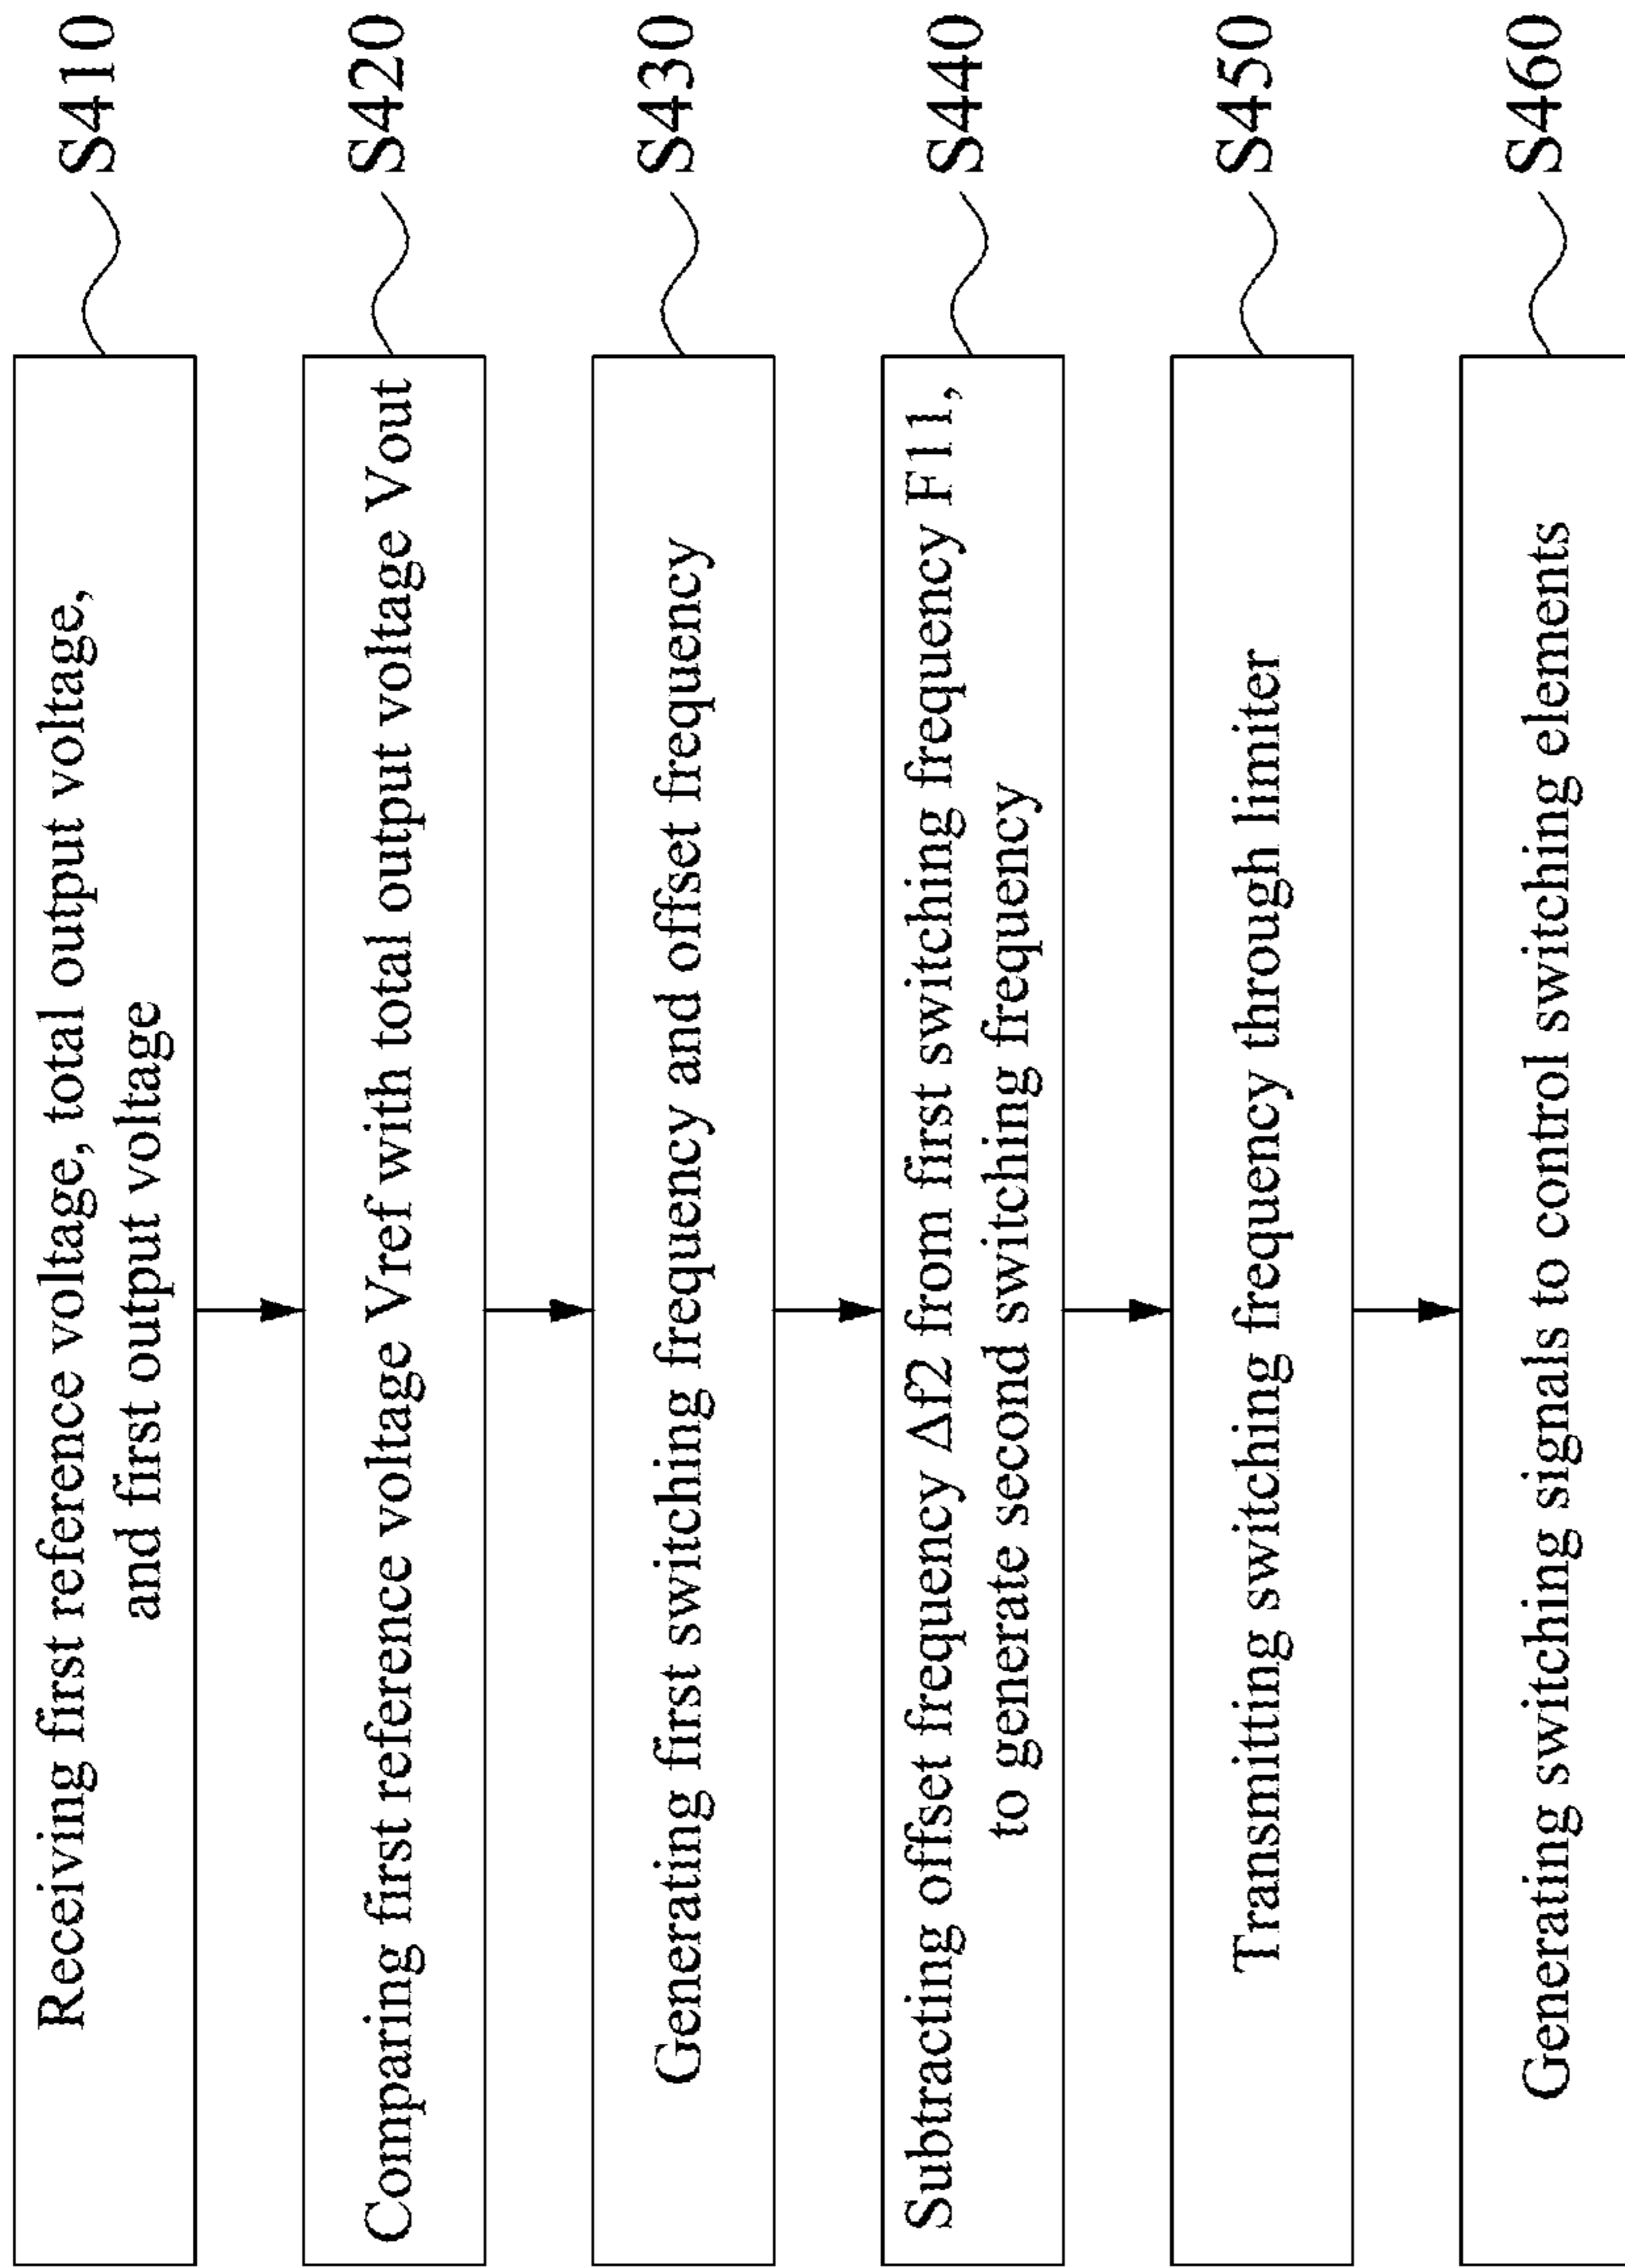 Receiving first reference voltage, total output voltage,
and first output voltage
S410
Comparing first reference voltage Vref with total output voltage Vout
S420
Generating first switching frequency and offset frequency
S430
Subtracting offset frequency Δf2 from first switching frequency F11,
to generate second switching frequency
S440
Transmitting switching frequency through limiter
S450
Generating switching signals to control switching elements
S460